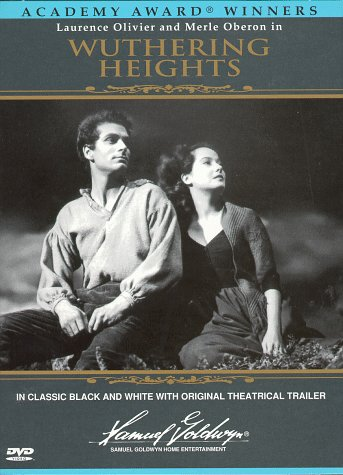 ACADEMY AWARD® WINNERS
Laurence Olivier and Merle Oberon in
WUTHERING
HEIGHTS
IN CLASSIC BLACK AND WHITE WITH ORIGINAL THEATRICAL TRAILER
Samuel Goldwyn®
SAMUEL GOLDWYN HOME ENTERTAINMENT
DVD
VIDEO